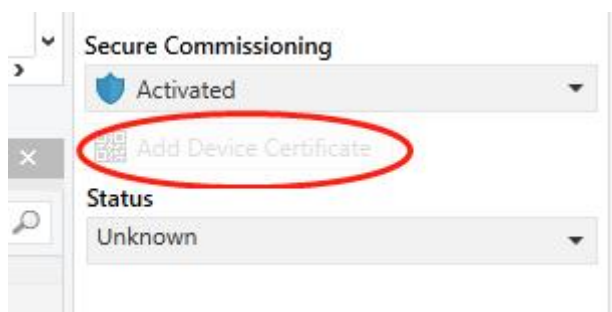 Secure Commissioning
Activated
Add Device Certificate
Status
Unknown